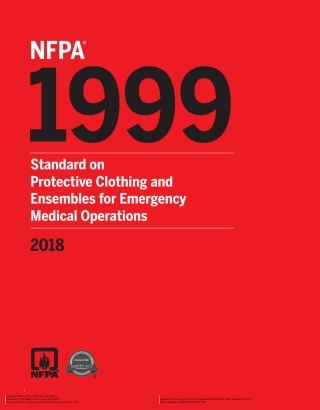 NFPA®
1999
Standard on
Protective Clothing and
Ensembles for Emergency
Medical Operations
2018
NFPA